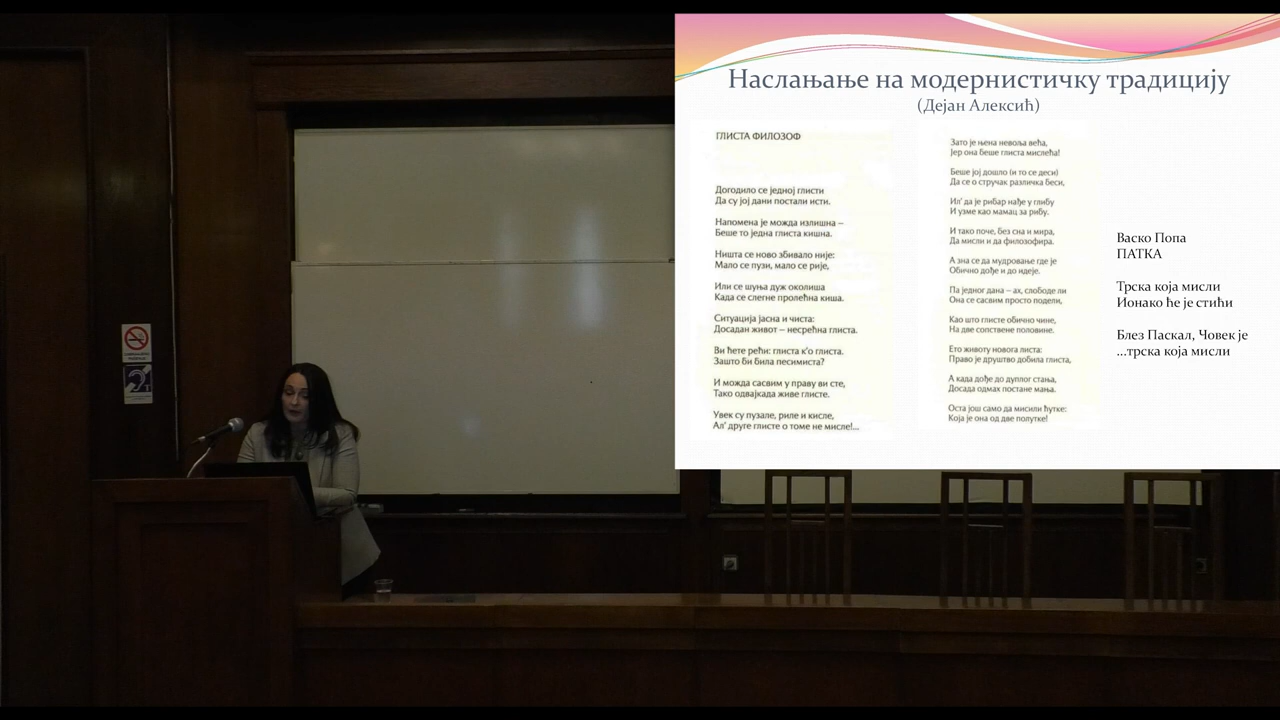 Наслањање на модернистичку традицију
(Дејан Алексић)
ГЛИСТА ФИЛОЗОФ
Догодило се једној глисти
Да су јој дани постали исти.
Напомена је можда излишна –
Беше то једна глиста кишна.
Ништа се ново збивало није:
Мало се пузи, мало се рије,
Или се шуња дуж околиша
Када се слегне пролећна киша.
Ситуација јасна и чиста:
Досадан живот – несрећна глиста.
Ви ћете рећи: глиста к'о глиста.
Зашто би била песимиста?
И можда сасвим у праву ви сте,
Тако одвајкада живе глисте.
Увек су пузале, риле и кисле,
Ал' друге глисте о томе не мисле!...
Зато је њена невоља већа,
Јер она беше глиста мислећа!
Беше јој дошло (и то се деси)
Да се о стручак различка беси,
Ил' да је рибар нађе у глибу
И узме као мамац за рибу.
И тако поче, без сна и мира,
Да мисли и да филозофира.
А зна се да мудровање где је
Обично дође и до идеје.
Па једног дана – ах, слободе ли
Она се сасвим просто подели,
Као што глисте обично чине,
На две сопствене половине.
Ето животу новога листа:
Право је друштво добила глиста,
А када дође до дуплог стања,
Досада одмах постане мања.
Оста још само да мисили ћутке:
Која је она од две полутке!
Васко Попа
ПАТКА
Трска која мисли
Ионако ће је стићи
Блез Паскал, Човек је
...трска која мисли